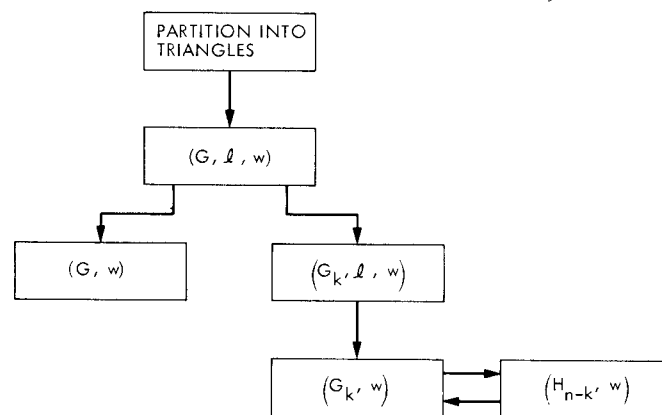 PARTITION INTO
TRIANGLES
(G, ℓ, w)
(G, w)
(G_k, ℓ, w)
(G_k, w)
(H_{n-k}, w)